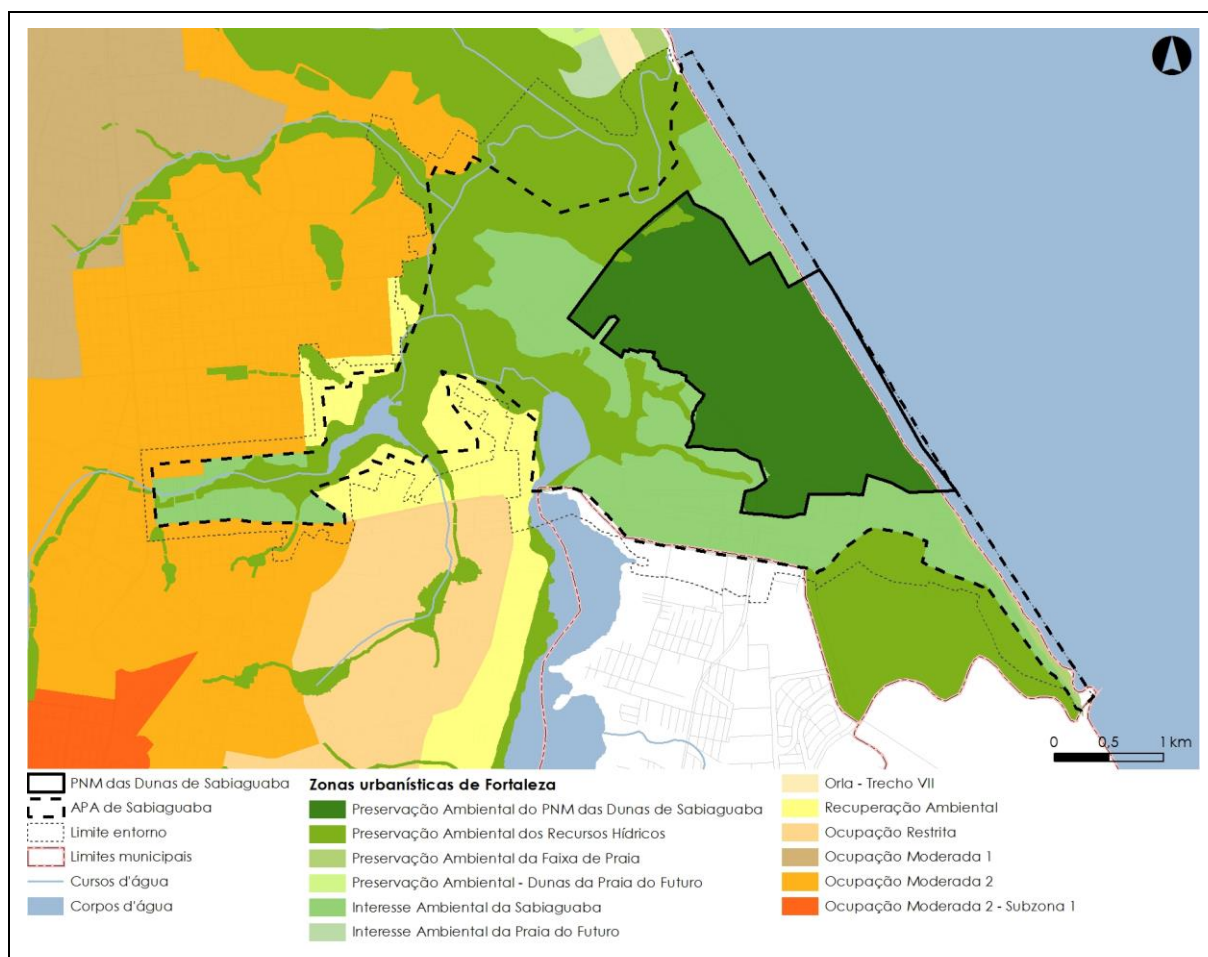 0 0,5 1 km
PNM das Dunas de Sabiaguaba
APA de Sabiaguaba
Limite entorno
Limites municipais
Cursos d'água
Corpos d'água
Zonas urbanísticas de Fortaleza
Preservação Ambiental do PNM das Dunas de Sabiaguaba
Preservação Ambiental dos Recursos Hídricos
Preservação Ambiental da Faixa de Praia
Preservação Ambiental - Dunas da Praia do Futuro
Interesse Ambiental da Sabiaguaba
Interesse Ambiental da Praia do Futuro
Orla - Trecho VII
Recuperação Ambiental
Ocupação Restrita
Ocupação Moderada 1
Ocupação Moderada 2
Ocupação Moderada 2 - Subzona 1